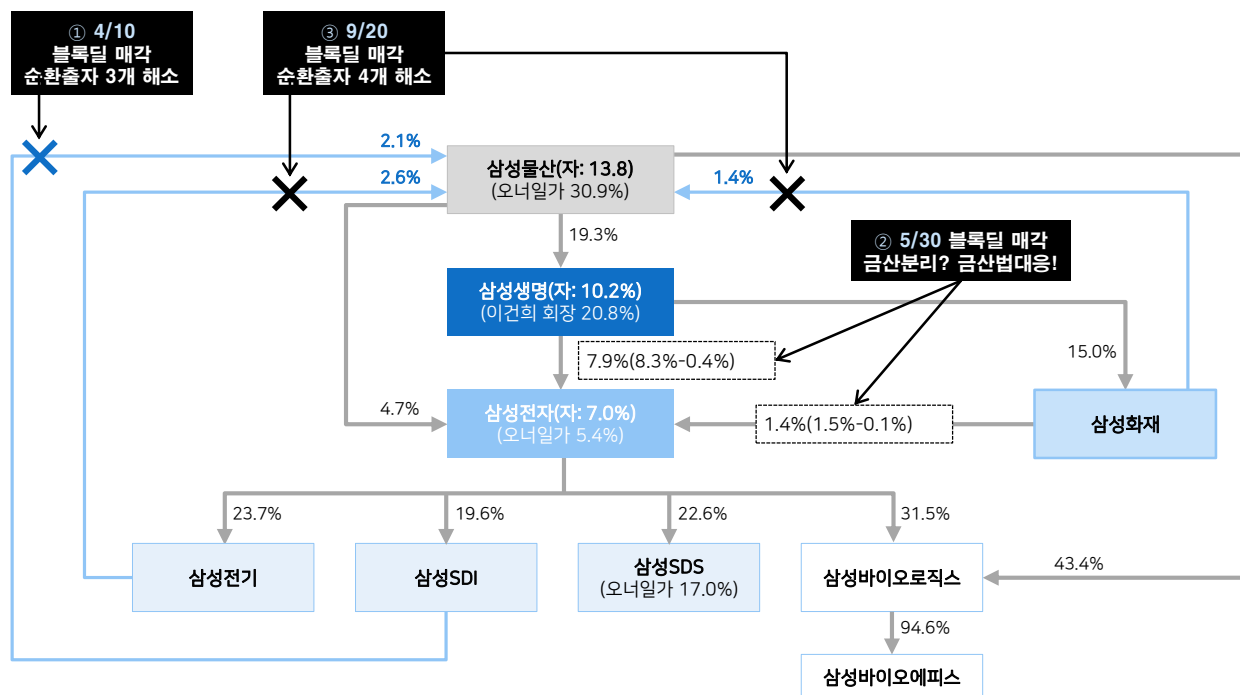 ① 4/10
블록딜 매각
순환출자 3개 해소
③ 9/20
블록딜 매각
순환출자 4개 해소
2.1%
2.6%
삼성물산(자: 13.8)
(오너일가 30.9%)
1.4%
19.3%
② 5/30 블록딜 매각
금산분리? 금산법대응!
삼성생명(자: 10.2%)
(이건희 회장 20.8%)
7.9%(8.3%-0.4%)
15.0%
4.7%
삼성전자(자: 7.0%)
(오너일가 5.4%)
1.4%(1.5%-0.1%)
삼성화재
23.7%
19.6%
22.6%
31.5%
삼성전기
삼성SDI
삼성SDS
(오너일가 17.0%)
삼성바이오로직스
43.4%
94.6%
삼성바이오에피스